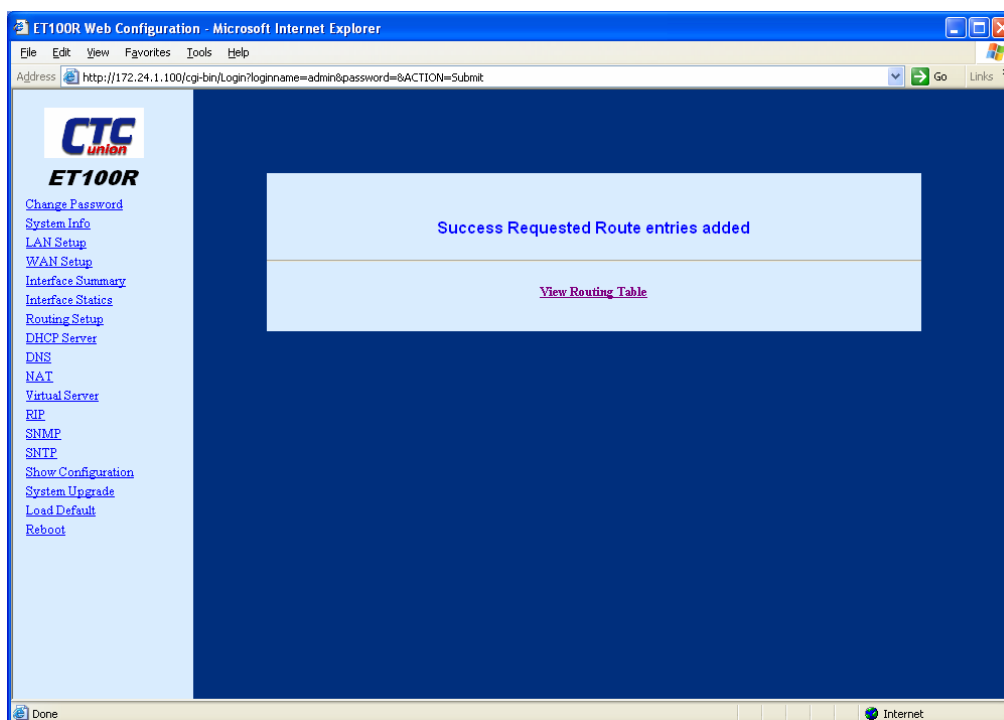 ET100R Web Configuration - Microsoft Internet Explorer
File Edit View Favorites Tools Help
Address http://172.24.1.100/cgi-bin/Login?loginname=admin&password=&ACTION=Submit Go Links
CTC
union
ET100R
Change Password
System Info
LAN Setup
WAN Setup
Interface Summary
Interface Statics
Routing Setup
DHCP Server
DNS
NAT
Virtual Server
RIP
SNMP
SNTP
Show Configuration
System Upgrade
Load Default
Reboot
Success Requested Route entries added
View Routing Table
Done Internet